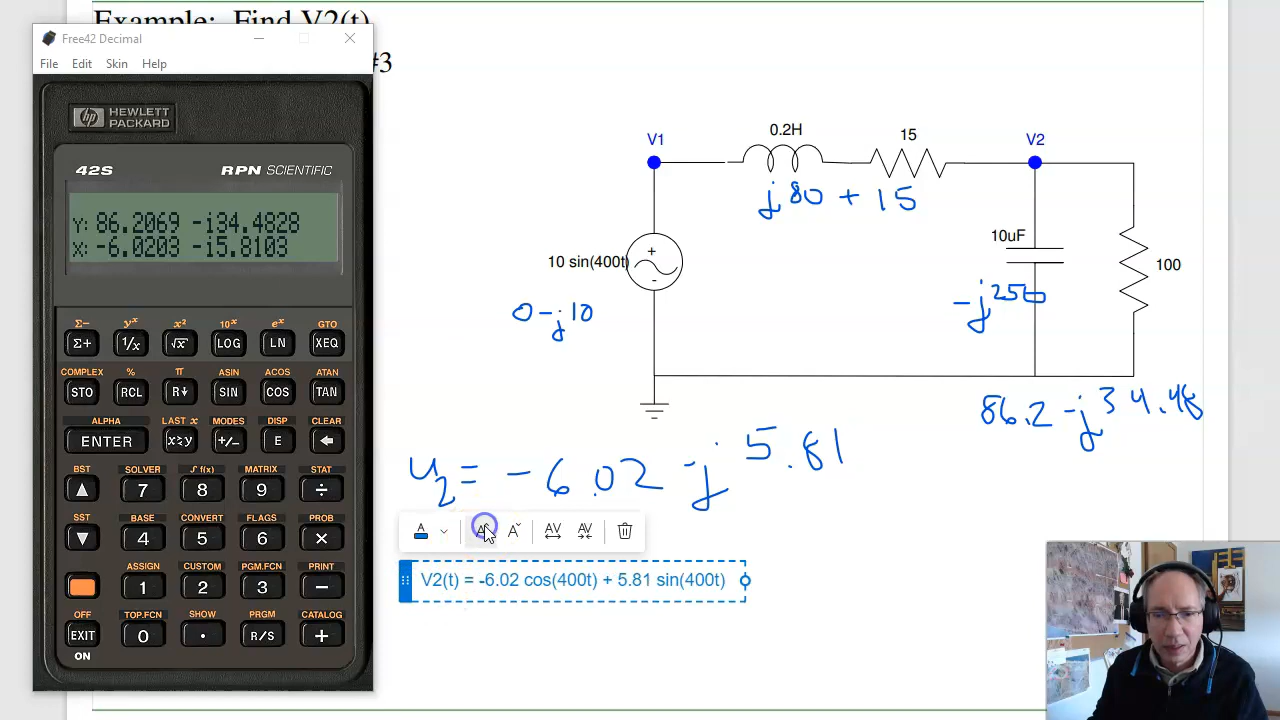 Example: Find V2(t)
#3
Free42 Decimal
File Edit Skin Help
hp HEWLETT PACKARD
42S RPN SCIENTIFIC
Y: 86.2069 -i34.4828
X: -6.0203 -i5.8103
Σ- yˣ x² 10ˣ eˣ GTO
Σ+ 1/x √x LOG LN XEQ
COMPLEX % π ASIN ACOS ATAN
STO RCL R↓ SIN COS TAN
ALPHA LAST x MODES DISP CLEAR
ENTER x≷y +/- E ←
BST SOLVER ∫f(x) MATRIX STAT
▲ 7 8 9 ÷
SST BASE CONVERT FLAGS PROB
▼ 4 5 6 ×
ASSIGN CUSTOM PGM.FCN PRINT
1 2 3 −
OFF TOP.FCN SHOW PRGM CATALOG
EXIT 0 . R/S +
ON
V1 0.2H 15 V2
j80 + 15
10 sin(400t) + -
10uF
100
0 - j10
-j250
86.2 - j34.48
V2 = -6.02 - j5.81
V2(t) = -6.02 cos(400t) + 5.81 sin(400t)